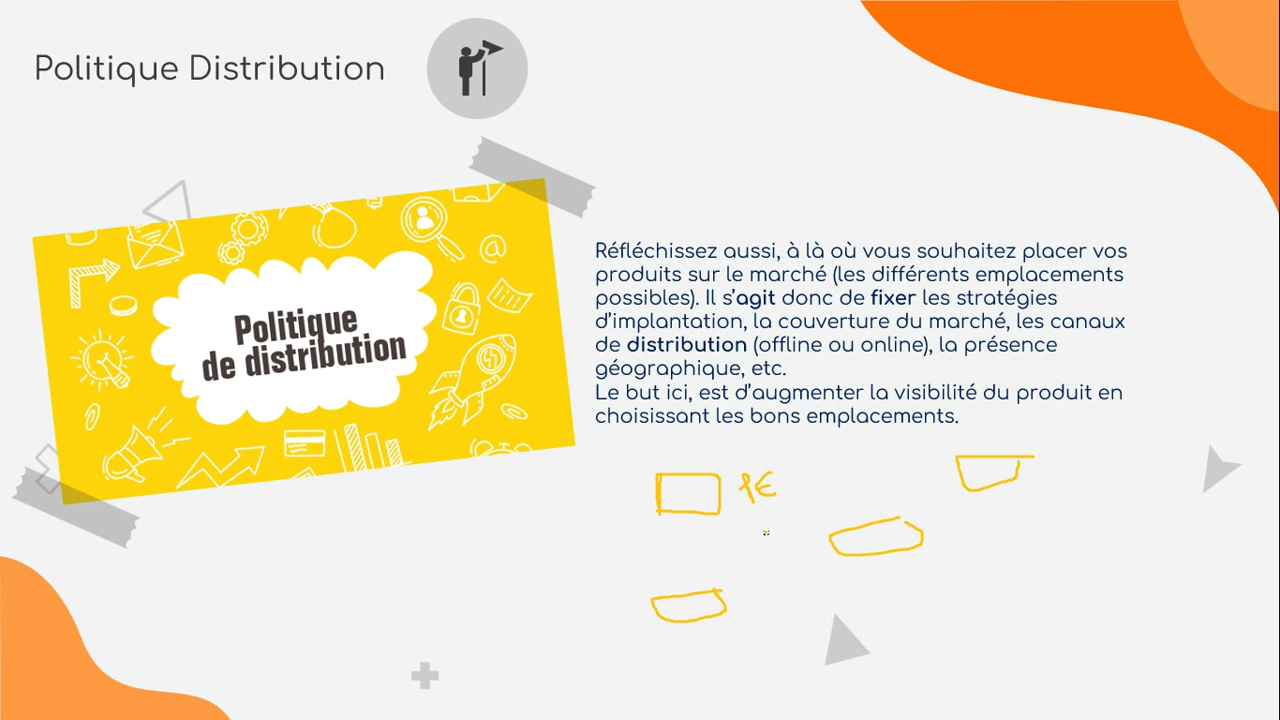 Politique Distribution
Politique
de distribution
Réfléchissez aussi, à là où vous souhaitez placer vos
produits sur le marché (les différents emplacements
possibles). Il s'agit donc de fixer les stratégies
d'implantation, la couverture du marché, les canaux
de distribution (offline ou online), la présence
géographique, etc.
Le but ici, est d'augmenter la visibilité du produit en
choisissant les bons emplacements.
1€